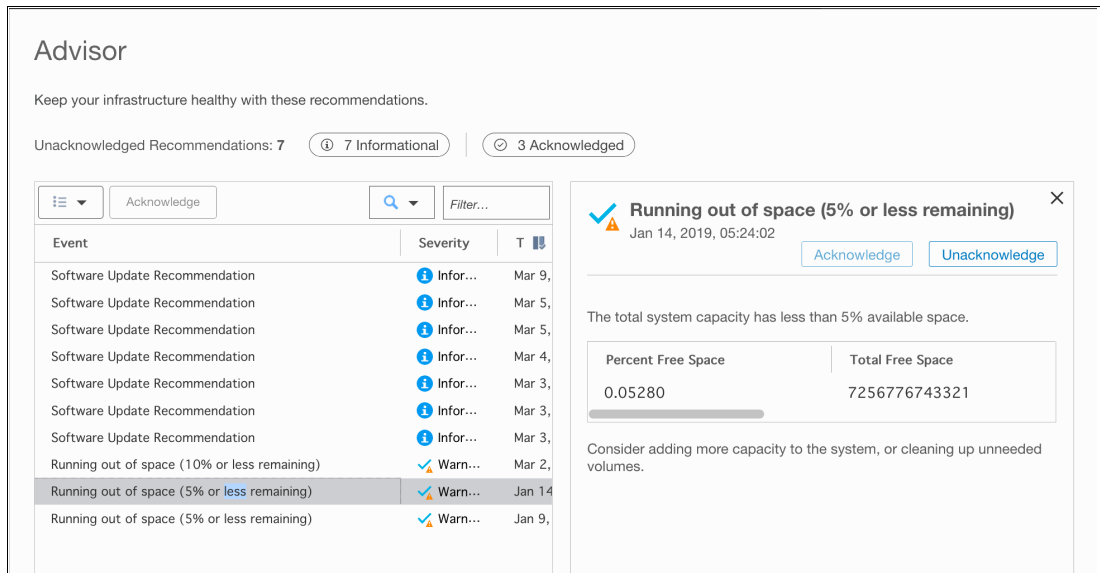 Advisor
Keep your infrastructure healthy with these recommendations.
Unacknowledged Recommendations: 7
7 Informational
3 Acknowledged
Acknowledge
Filter...
Event Severity T
Software Update Recommendation Infor... Mar 9,
Software Update Recommendation Infor... Mar 5,
Software Update Recommendation Infor... Mar 5,
Software Update Recommendation Infor... Mar 4,
Software Update Recommendation Infor... Mar 3,
Software Update Recommendation Infor... Mar 3,
Software Update Recommendation Infor... Mar 3,
Running out of space (10% or less remaining) Warn... Mar 2,
Running out of space (5% or less remaining) Warn... Jan 14
Running out of space (5% or less remaining) Warn... Jan 9,
Running out of space (5% or less remaining)
Jan 14, 2019, 05:24:02
Acknowledge Unacknowledge
The total system capacity has less than 5% available space.
Percent Free Space Total Free Space
0.05280 7256776743321
Consider adding more capacity to the system, or cleaning up unneeded
volumes.